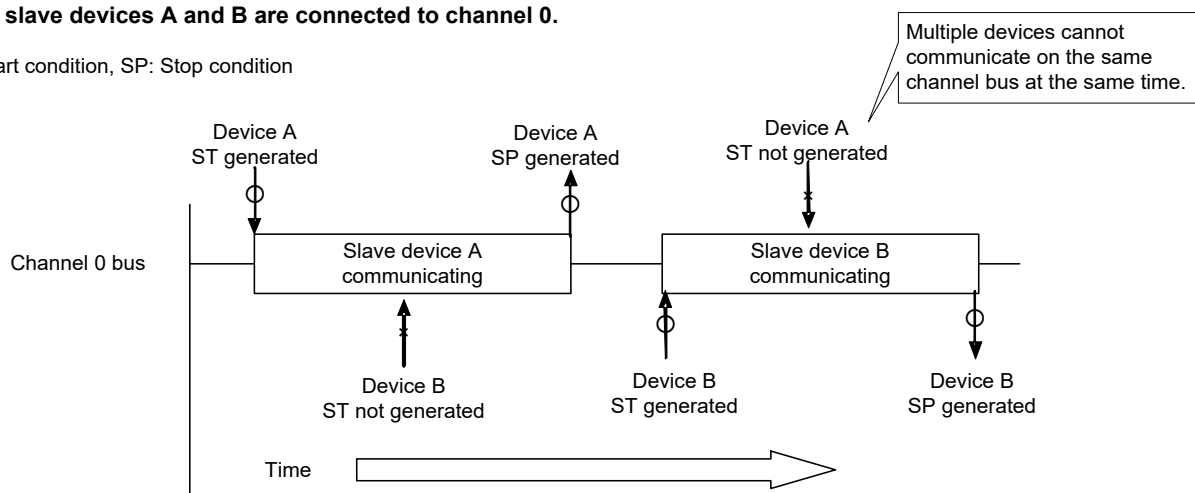 slave devices A and B are connected to channel 0.
art condition, SP: Stop condition
Multiple devices cannot
communicate on the same
channel bus at the same time.
Device A
ST generated
Device A
SP generated
Device A
ST not generated
Channel 0 bus
Slave device A
communicating
Slave device B
communicating
Device B
ST not generated
Device B
ST generated
Device B
SP generated
Time